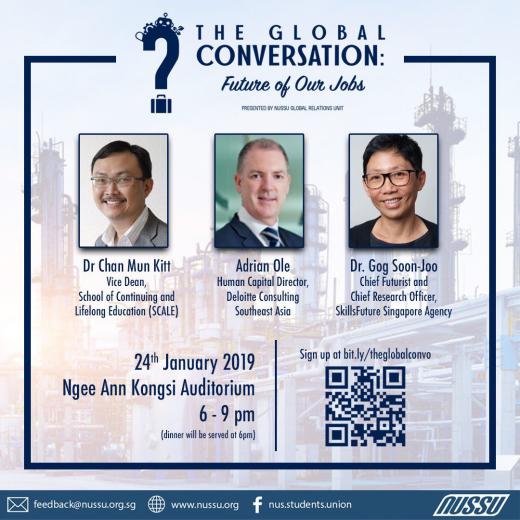 THE GLOBAL
CONVERSATION:
Future of Our Jobs
PRESENTED BY NUSSU GLOBAL RELATIONS UNIT
Dr Chan Mun Kitt
Vice Dean,
School of Continuing and
Lifelong Education (SCALE)
Adrian Ole
Human Capital Director,
Deloitte Consulting
Southeast Asia
Dr. Gog Soon-Joo
Chief Futurist and
Chief Research Officer,
SkillsFuture Singapore Agency
24th January 2019
Ngee Ann Kongsi Auditorium
6 - 9 pm
(dinner will be served at 6pm)
Sign up at bit.ly/theglobalconvo
feedback@nussu.org.sg www.nussu.org f nus.students.union NUSSU